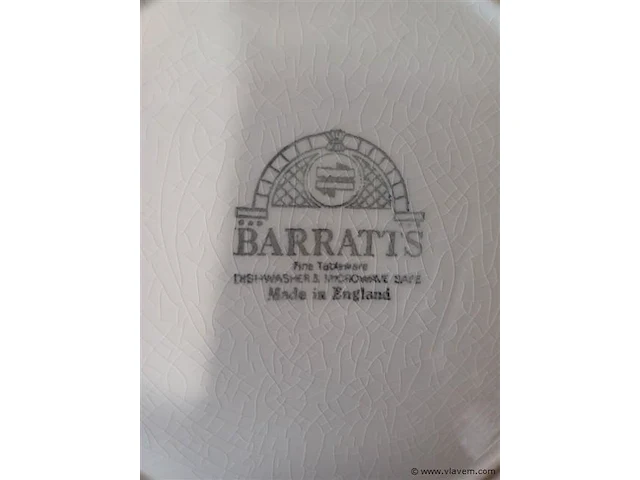 BARRATTS
Fine Tableware
DISHWASHER & MICROWAVE SAFE
Made in England
© www.vlavem.com